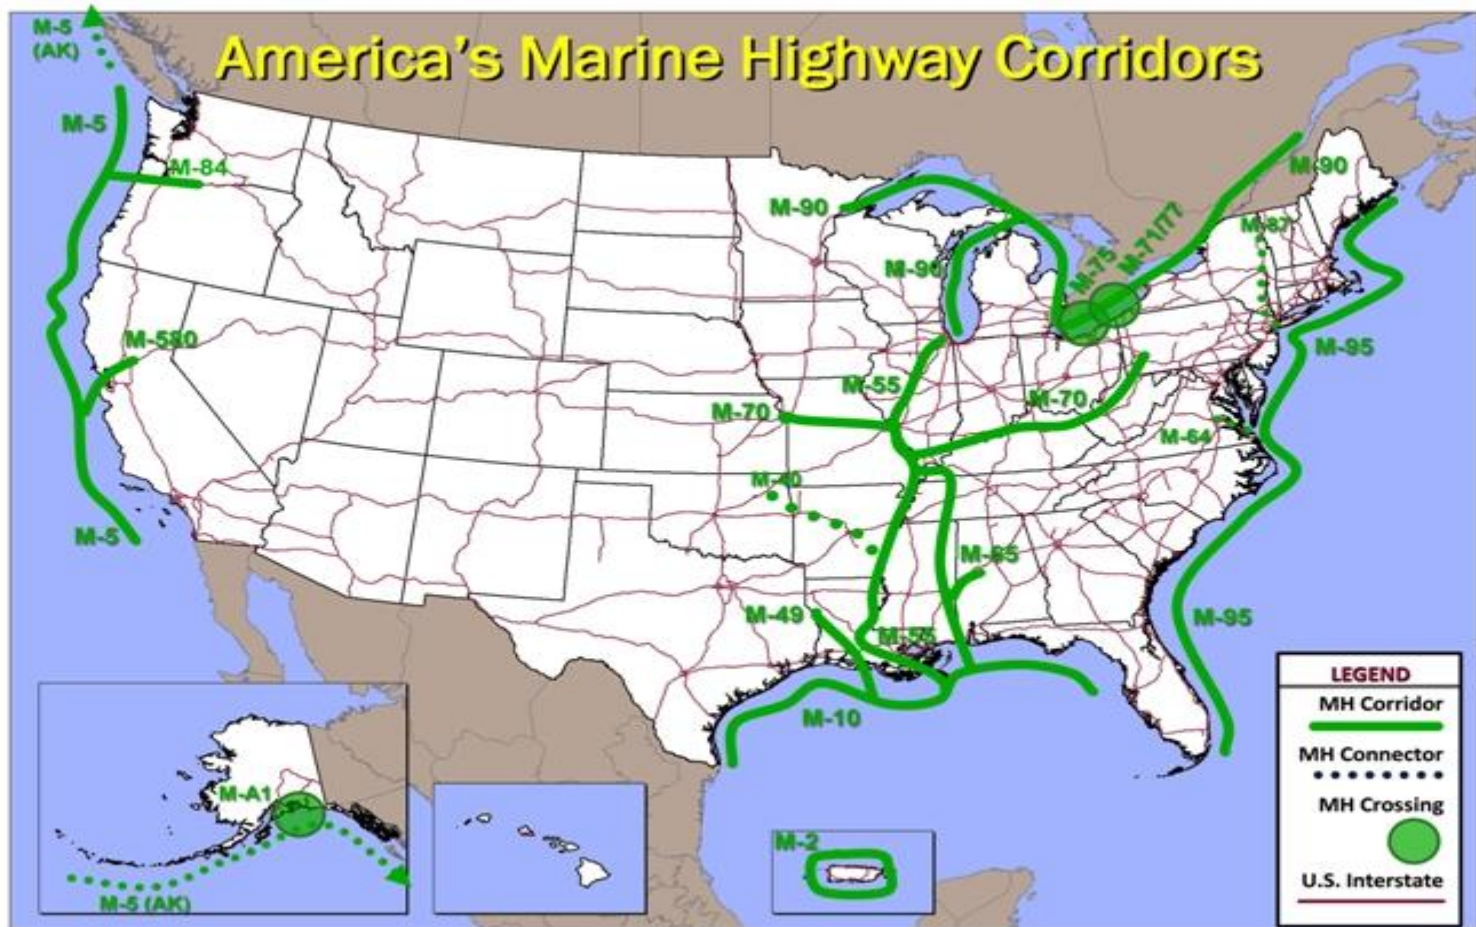 America's Marine Highway Corridors
M-5
(AK)
M-5
M-84
M-580
M-5
M-90
M-90
M-90
M-75
M-71/77
M-87
M-95
M-55
M-70
M-70
M-64
M-40
M-65
M-49
M-55
M-95
M-10
M-A1
M-5 (AK)
M-2
LEGEND
MH Corridor
MH Connector
MH Crossing
U.S. Interstate